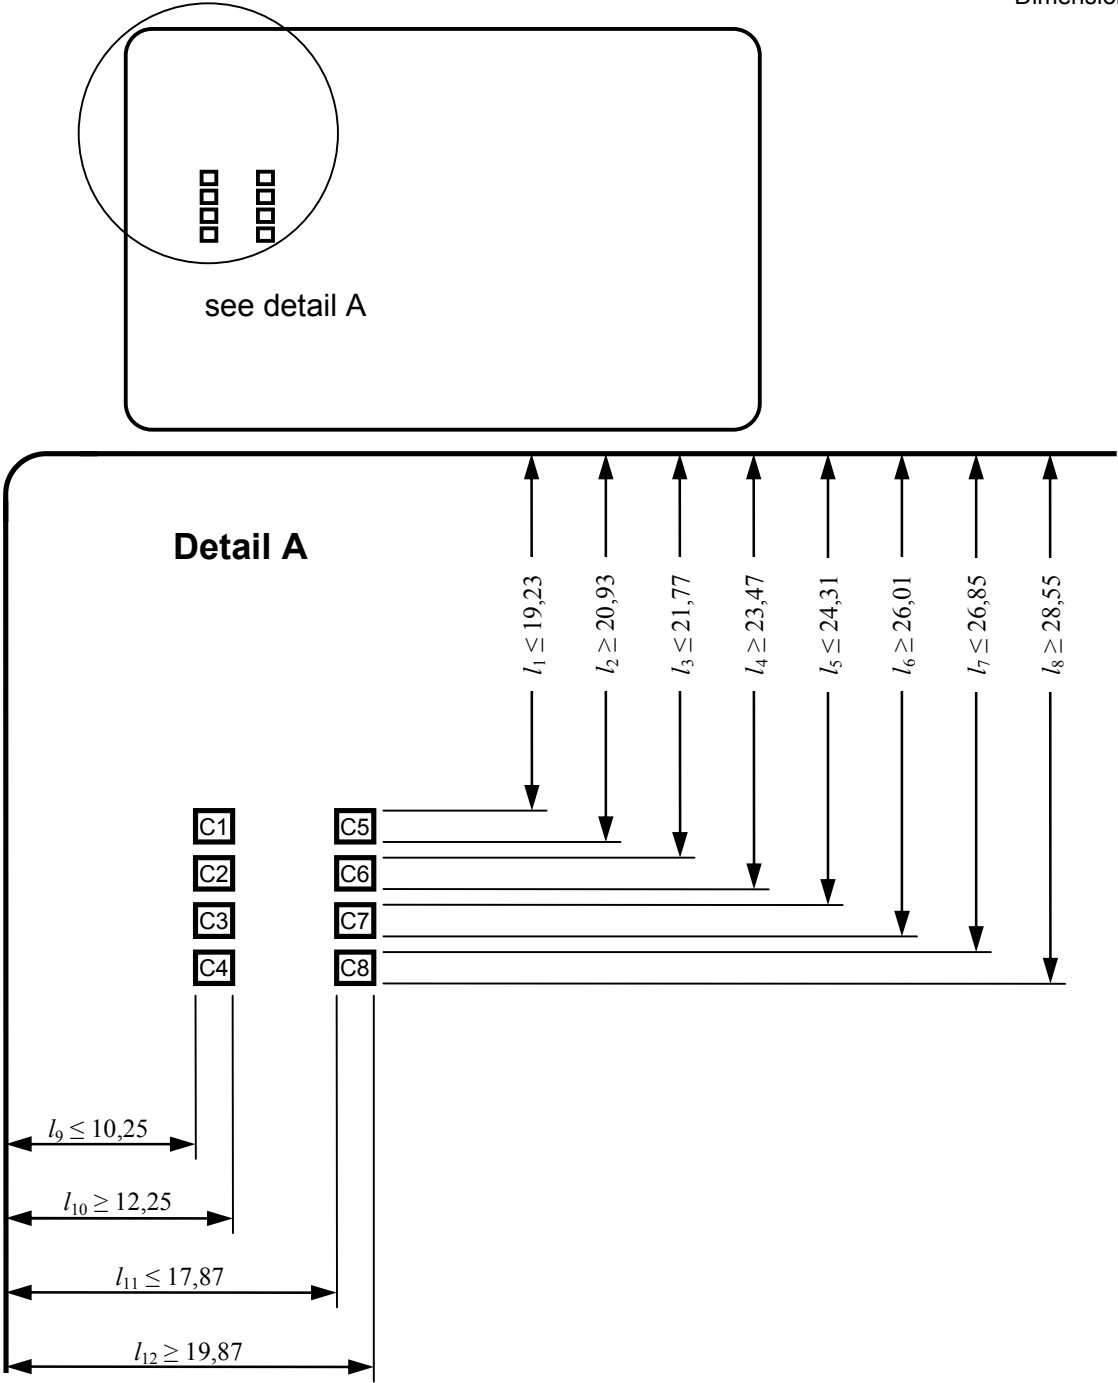 see detail A
Detail A
l1 ≤ 19,23
l2 ≥ 20,93
l3 ≤ 21,77
l4 ≥ 23,47
l5 ≤ 24,31
l6 ≥ 26,01
l7 ≤ 26,85
l8 ≥ 28,55
C1 C5
C2 C6
C3 C7
C4 C8
l9 ≤ 10,25
l10 ≥ 12,25
l11 ≤ 17,87
l12 ≥ 19,87